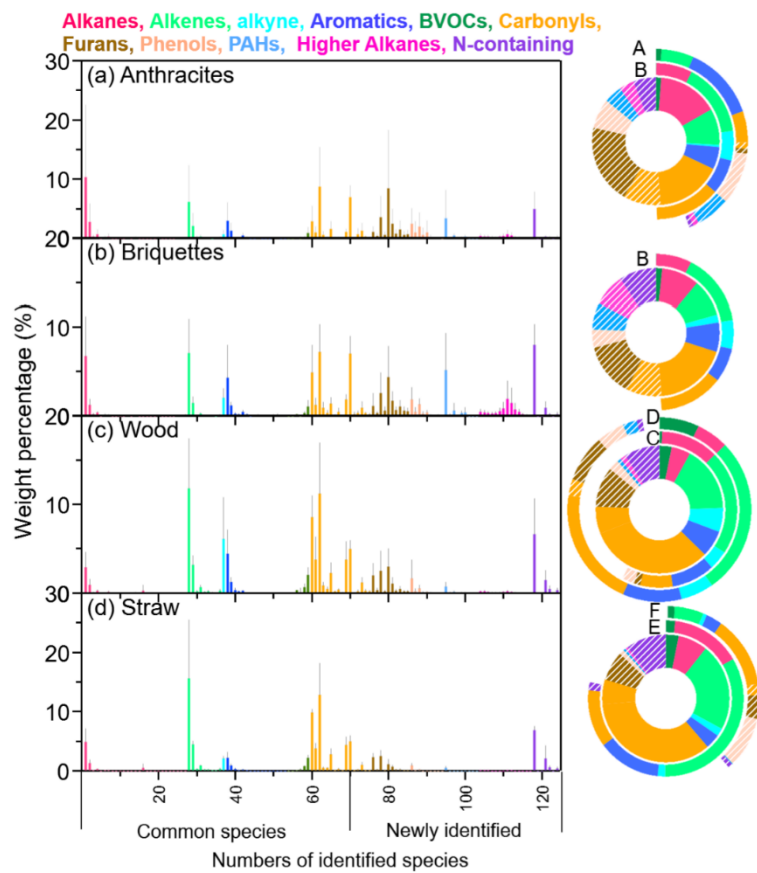 Alkanes, Alkenes, alkyne, Aromatics, BVOCs, Carbonyls,
Furans, Phenols, PAHs, Higher Alkanes, N-containing
30
(a) Anthracites
20
10
20
(b) Briquettes
10
20
(c) Wood
10
30
(d) Straw
20
10
0
Weight percentage (%)
20 40 60 80 100 120
Common species Newly identified
Numbers of identified species
A
B
B
D
C
F
E